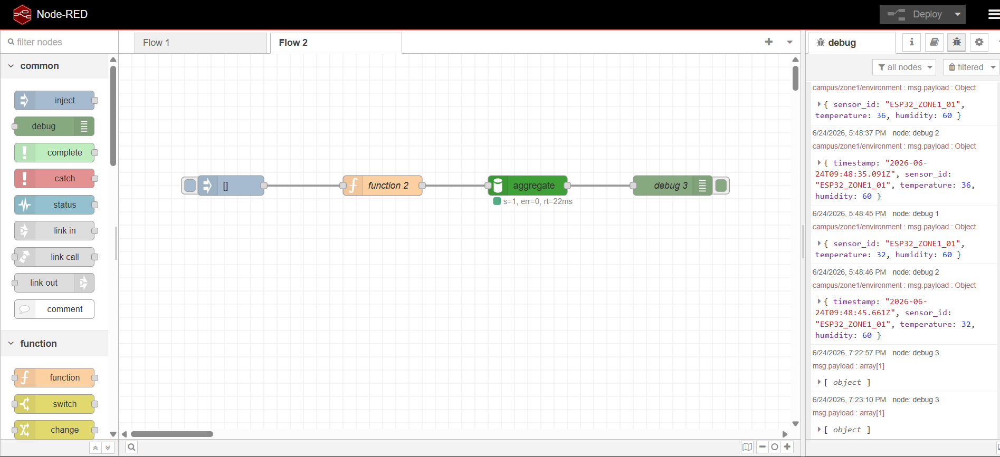 Node-RED
Deploy
filter nodes
Flow 1
Flow 2
debug
all nodes
filtered
common
inject
debug
complete
catch
status
link in
link call
link out
comment
function
function
switch
change
[]
function 2
aggregate
s=1, err=0, rt=22ms
debug 3
campus/zone1/environment : msg.payload : Object
{ sensor_id: "ESP32_ZONE1_01",
temperature: 36, humidity: 60 }
6/24/2026, 5:48:37 PM node: debug 2
campus/zone1/environment : msg.payload : Object
{ timestamp: "2026-06-
24T09:48:35.091Z", sensor_id:
"ESP32_ZONE1_01", temperature: 36,
humidity: 60 }
6/24/2026, 5:48:45 PM node: debug 1
campus/zone1/environment : msg.payload : Object
{ sensor_id: "ESP32_ZONE1_01",
temperature: 32, humidity: 60 }
6/24/2026, 5:48:46 PM node: debug 2
campus/zone1/environment : msg.payload : Object
{ timestamp: "2026-06-
24T09:48:45.661Z", sensor_id:
"ESP32_ZONE1_01", temperature: 32,
humidity: 60 }
6/24/2026, 7:22:57 PM node: debug 3
msg.payload : array[1]
[ object ]
6/24/2026, 7:23:10 PM node: debug 3
msg.payload : array[1]
[ object ]